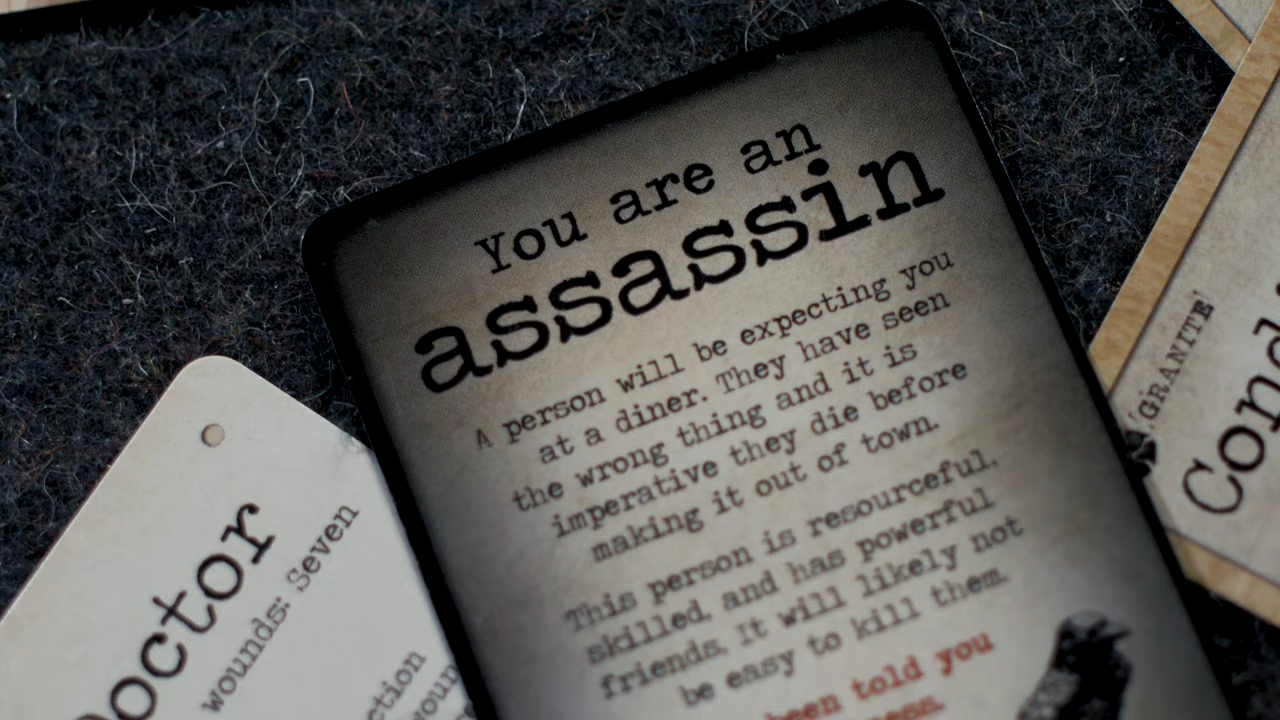 You are an
assassin
A person will be expecting you
at a diner. They have seen
the wrong thing and it is
imperative they die before
making it out of town.
This person is resourceful,
skilled, and has powerful
friends. It will likely not
be easy to kill them.
been told you
Doctor
wounds: Seven
'GRANITE'